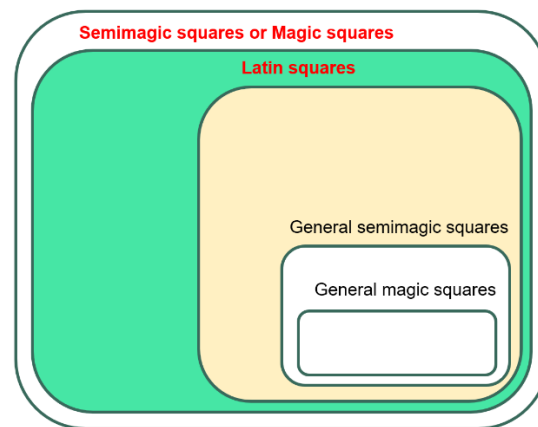 Semimagic squares or Magic squares
Latin squares
General semimagic squares
General magic squares